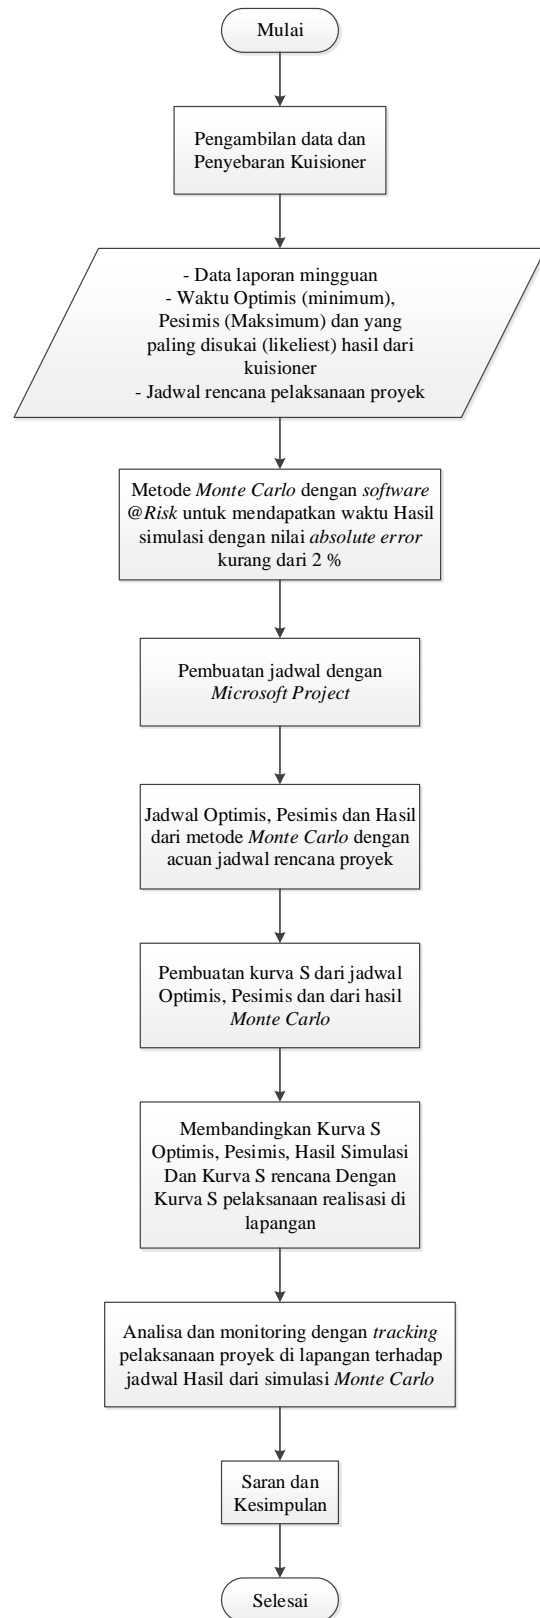 Mulai
Pengambilan data dan
Penyebaran Kuisioner
- Data laporan mingguan
- Waktu Optimis (minimum),
Pesimis (Maksimum) dan yang
paling disukai (likeliest) hasil dari
kuisioner
- Jadwal rencana pelaksanaan proyek
Metode Monte Carlo dengan software
@Risk untuk mendapatkan waktu Hasil
simulasi dengan nilai absolute error
kurang dari 2 %
Pembuatan jadwal dengan
Microsoft Project
Jadwal Optimis, Pesimis dan Hasil
dari metode Monte Carlo dengan
acuan jadwal rencana proyek
Pembuatan kurva S dari jadwal
Optimis, Pesimis dan dari hasil
Monte Carlo
Membandingkan Kurva S
Optimis, Pesimis, Hasil Simulasi
Dan Kurva S rencana Dengan
Kurva S pelaksanaan realisasi di
lapangan
Analisa dan monitoring dengan tracking
pelaksanaan proyek di lapangan terhadap
jadwal Hasil dari simulasi Monte Carlo
Saran dan
Kesimpulan
Selesai